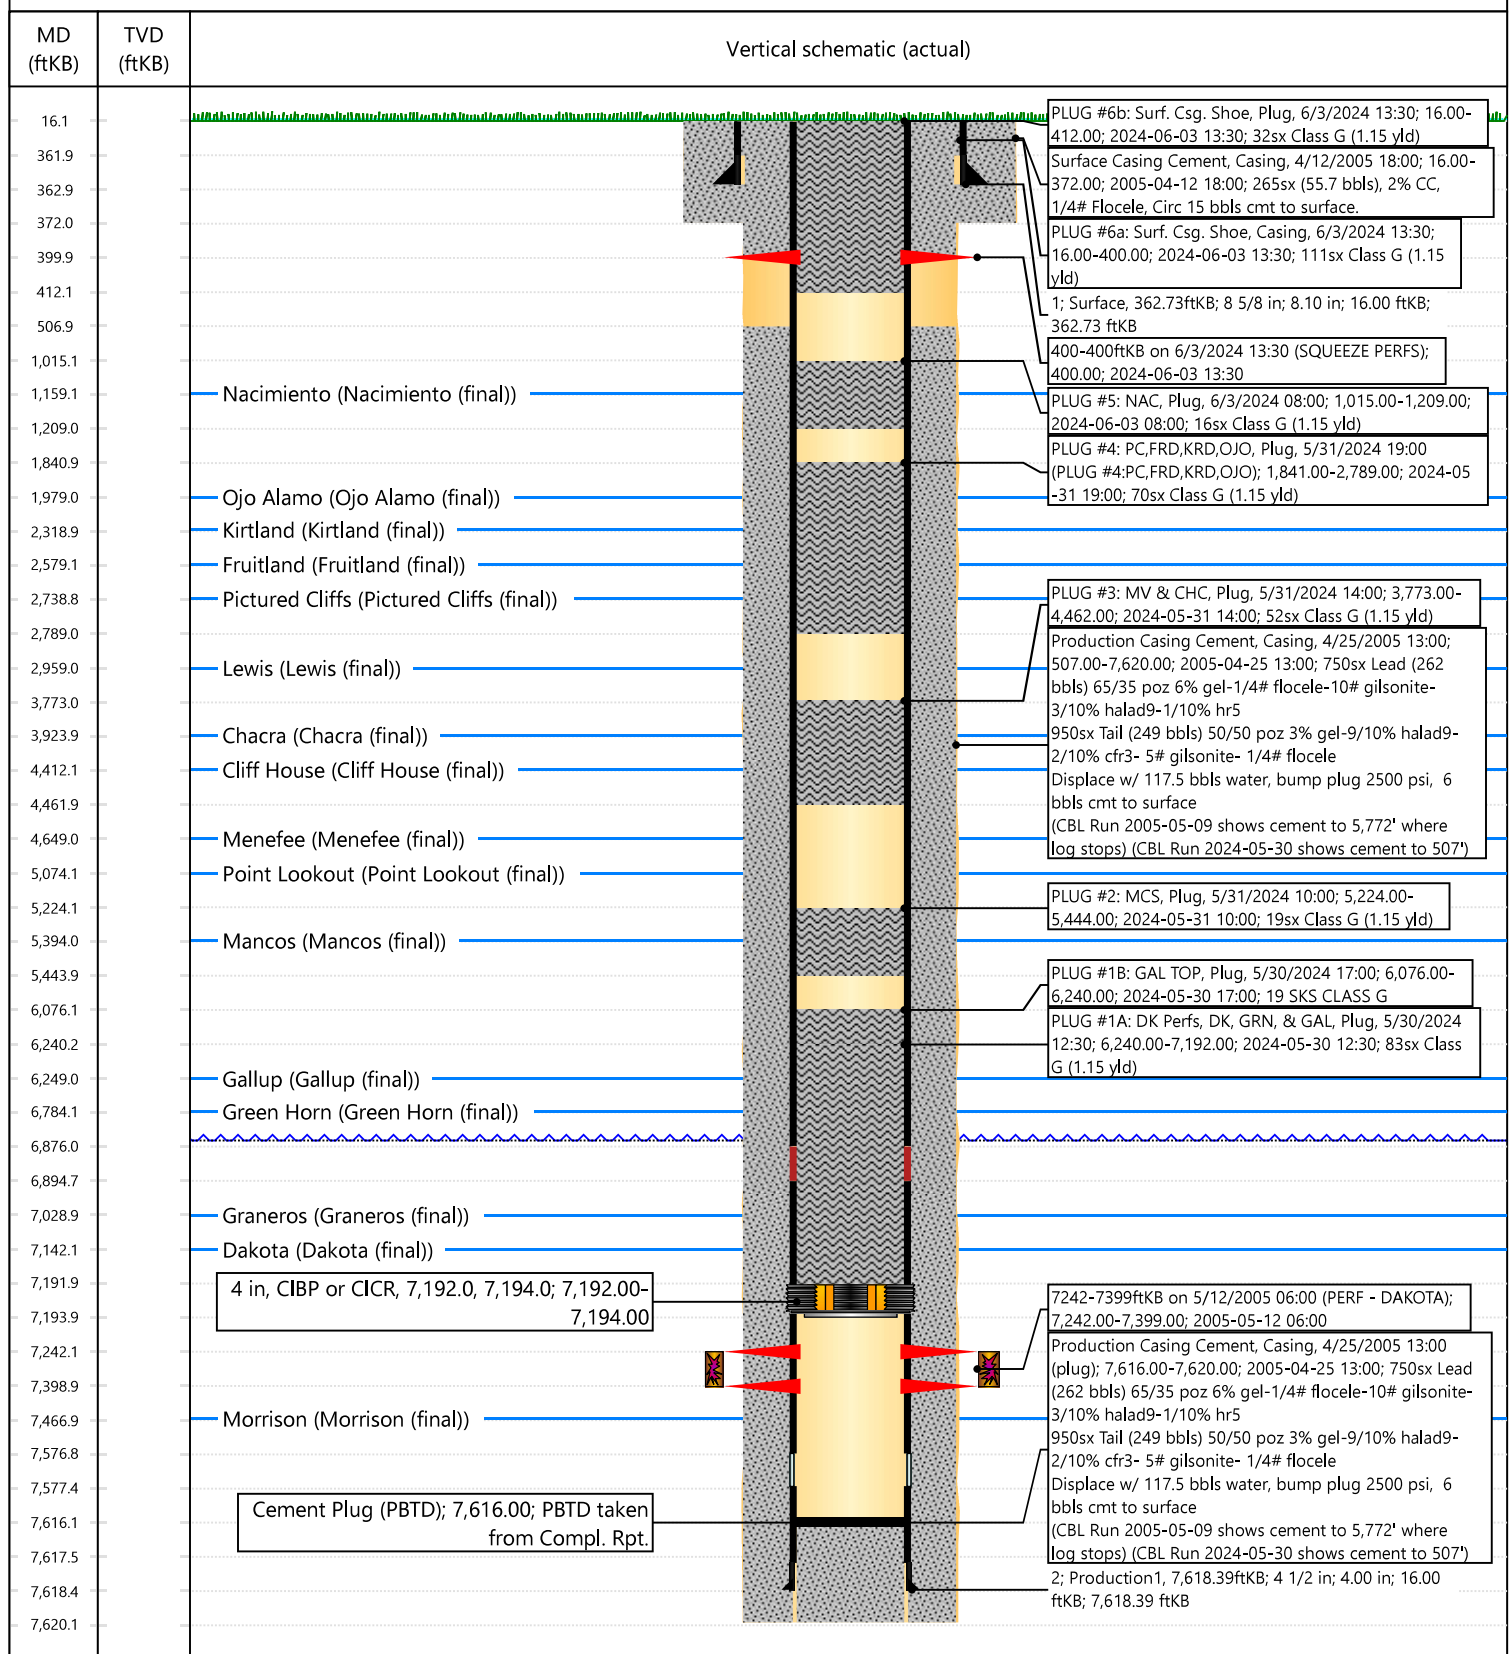 MD
(ftKB)
TVD
(ftKB)
Vertical schematic (actual)
16.1
361.9
362.9
372.0
399.9
412.1
506.9
1,015.1
1,159.1
1,209.0
1,840.9
1,979.0
2,318.9
2,579.1
2,738.8
2,789.0
2,959.0
3,773.0
3,923.9
4,412.1
4,461.9
4,649.0
5,074.1
5,224.1
5,394.0
5,443.9
6,076.1
6,240.2
6,249.0
6,784.1
6,876.0
6,894.7
7,028.9
7,142.1
7,191.9
7,193.9
7,242.1
7,398.9
7,466.9
7,576.8
7,577.4
7,616.1
7,617.5
7,618.4
7,620.1
Nacimiento (Nacimiento (final))
Ojo Alamo (Ojo Alamo (final))
Kirtland (Kirtland (final))
Fruitland (Fruitland (final))
Pictured Cliffs (Pictured Cliffs (final))
Lewis (Lewis (final))
Chacra (Chacra (final))
Cliff House (Cliff House (final))
Menefee (Menefee (final))
Point Lookout (Point Lookout (final))
Mancos (Mancos (final))
Gallup (Gallup (final))
Green Horn (Green Horn (final))
Graneros (Graneros (final))
Dakota (Dakota (final))
4 in, CIBP or CICR, 7,192.0, 7,194.0; 7,192.00-
7,194.00
Morrison (Morrison (final))
Cement Plug (PBTD); 7,616.00; PBTD taken
from Compl. Rpt.
PLUG #6b: Surf. Csg. Shoe, Plug, 6/3/2024 13:30; 16.00-
412.00; 2024-06-03 13:30; 32sx Class G (1.15 yld)
Surface Casing Cement, Casing, 4/12/2005 18:00; 16.00-
372.00; 2005-04-12 18:00; 265sx (55.7 bbls), 2% CC,
1/4# Flocele, Circ 15 bbls cmt to surface.
PLUG #6a: Surf. Csg. Shoe, Casing, 6/3/2024 13:30;
16.00-400.00; 2024-06-03 13:30; 111sx Class G (1.15
yld)
1; Surface, 362.73ftKB; 8 5/8 in; 8.10 in; 16.00 ftKB;
362.73 ftKB
400-400ftKB on 6/3/2024 13:30 (SQUEEZE PERFS);
400.00; 2024-06-03 13:30
PLUG #5: NAC, Plug, 6/3/2024 08:00; 1,015.00-1,209.00;
2024-06-03 08:00; 16sx Class G (1.15 yld)
PLUG #4: PC,FRD,KRD,OJO, Plug, 5/31/2024 19:00
(PLUG #4:PC,FRD,KRD,OJO); 1,841.00-2,789.00; 2024-05
-31 19:00; 70sx Class G (1.15 yld)
PLUG #3: MV & CHC, Plug, 5/31/2024 14:00; 3,773.00-
4,462.00; 2024-05-31 14:00; 52sx Class G (1.15 yld)
Production Casing Cement, Casing, 4/25/2005 13:00;
507.00-7,620.00; 2005-04-25 13:00; 750sx Lead (262
bbls) 65/35 poz 6% gel-1/4# flocele-10# gilsonite-
3/10% halad9-1/10% hr5
950sx Tail (249 bbls) 50/50 poz 3% gel-9/10% halad9-
2/10% cfr3- 5# gilsonite- 1/4# flocele
Displace w/ 117.5 bbls water, bump plug 2500 psi,  6
bbls cmt to surface
(CBL Run 2005-05-09 shows cement to 5,772' where
log stops) (CBL Run 2024-05-30 shows cement to 507')
PLUG #2: MCS, Plug, 5/31/2024 10:00; 5,224.00-
5,444.00; 2024-05-31 10:00; 19sx Class G (1.15 yld)
PLUG #1B: GAL TOP, Plug, 5/30/2024 17:00; 6,076.00-
6,240.00; 2024-05-30 17:00; 19 SKS CLASS G
PLUG #1A: DK Perfs, DK, GRN, & GAL, Plug, 5/30/2024
12:30; 6,240.00-7,192.00; 2024-05-30 12:30; 83sx Class
G (1.15 yld)
7242-7399ftKB on 5/12/2005 06:00 (PERF - DAKOTA);
7,242.00-7,399.00; 2005-05-12 06:00
Production Casing Cement, Casing, 4/25/2005 13:00
(plug); 7,616.00-7,620.00; 2005-04-25 13:00; 750sx Lead
(262 bbls) 65/35 poz 6% gel-1/4# flocele-10# gilsonite-
3/10% halad9-1/10% hr5
950sx Tail (249 bbls) 50/50 poz 3% gel-9/10% halad9-
2/10% cfr3- 5# gilsonite- 1/4# flocele
Displace w/ 117.5 bbls water, bump plug 2500 psi,  6
bbls cmt to surface
(CBL Run 2005-05-09 shows cement to 5,772' where
log stops) (CBL Run 2024-05-30 shows cement to 507')
2; Production1, 7,618.39ftKB; 4 1/2 in; 4.00 in; 16.00
ftKB; 7,618.39 ftKB